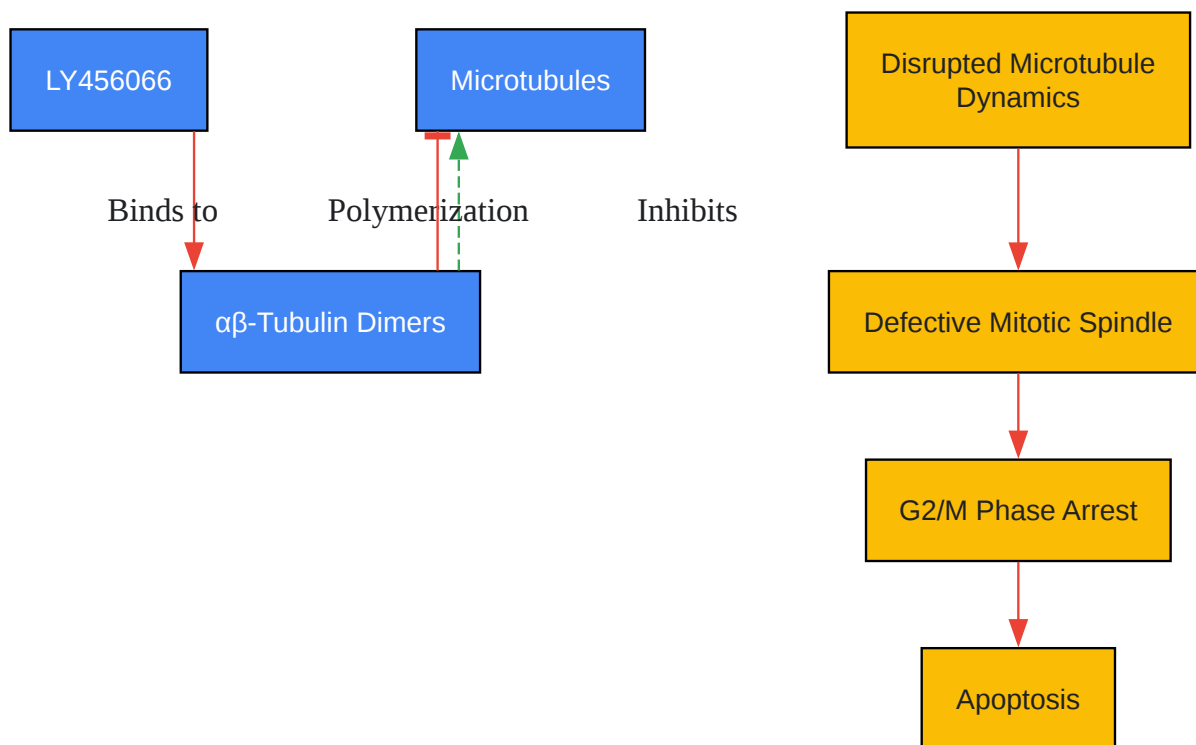 LY456066
Microtubules
Disrupted Microtubule
Dynamics
Binds to
Polymerization
Inhibits
αβ-Tubulin Dimers
Defective Mitotic Spindle
G2/M Phase Arrest
Apoptosis